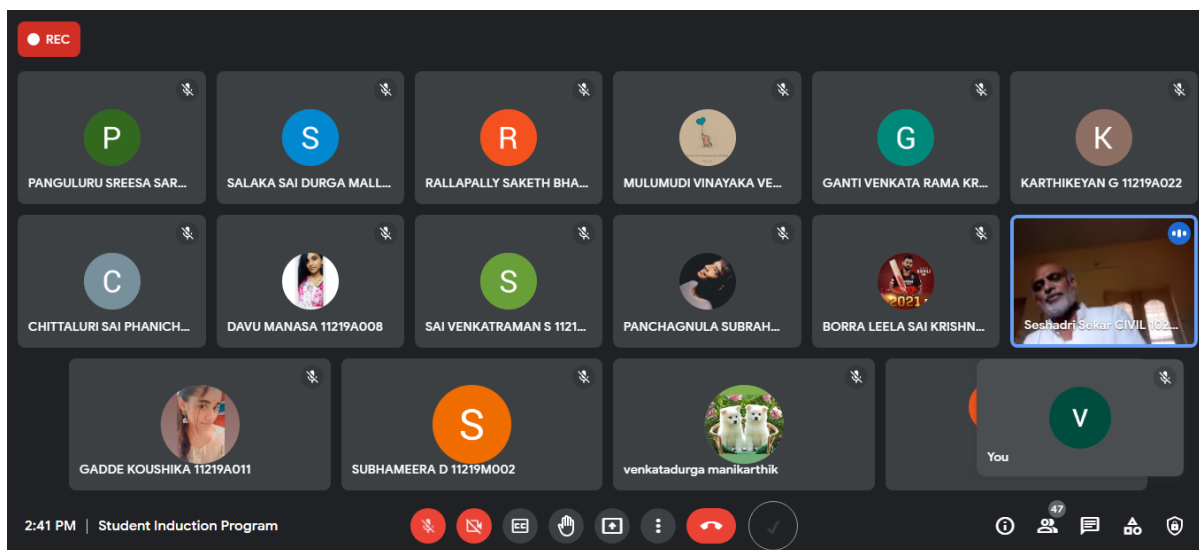 REC
P
S
R
G
K
PANGULURU SREESA SAR...
SALAKA SAI DURGA MALL...
RALLAPALLY SAKETH BHA...
MULUMUDI VINAYAKA VE...
GANTI VENKATA RAMA KR...
KARTHIKEYAN G 11219A022
C
S
2021
CHITTALURI SAI PHANICH...
DAVU MANASA 11219A008
SAI VENKATRAMAN S 1121...
PANCHAGNULA SUBRAH...
BORRA LEELA SAI KRISHN...
Seshadri Sekar CIVIL 102...
S
V
GADDE KOUSHIKA 11219A011
SUBHAMEERA D 11219M002
venkatadurga manikarthik
You
2:41 PM | Student Induction Program
CC
47